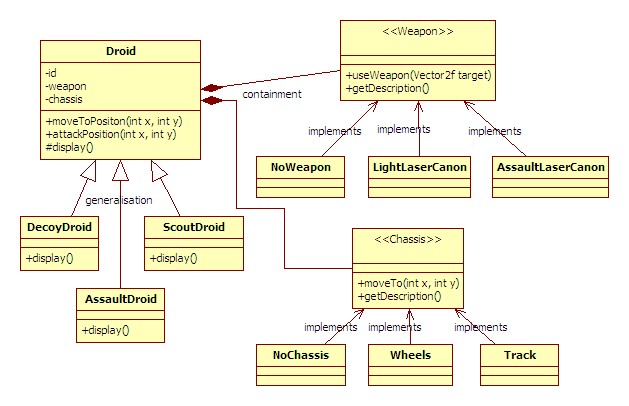 Droid
-id
-weapon
-chassis
+moveToPositon(int x, int y)
+attackPosition(int x, int y)
#display()
containment
<<Weapon>>
+useWeapon(Vector2f target)
+getDescription()
implements
implements
implements
NoWeapon
LightLaserCanon
AssaultLaserCanon
generalisation
DecoyDroid
+display()
ScoutDroid
+display()
AssaultDroid
+display()
<<Chassis>>
+moveTo(int x, int y)
+getDescription()
implements
implements
implements
NoChassis
Wheels
Track